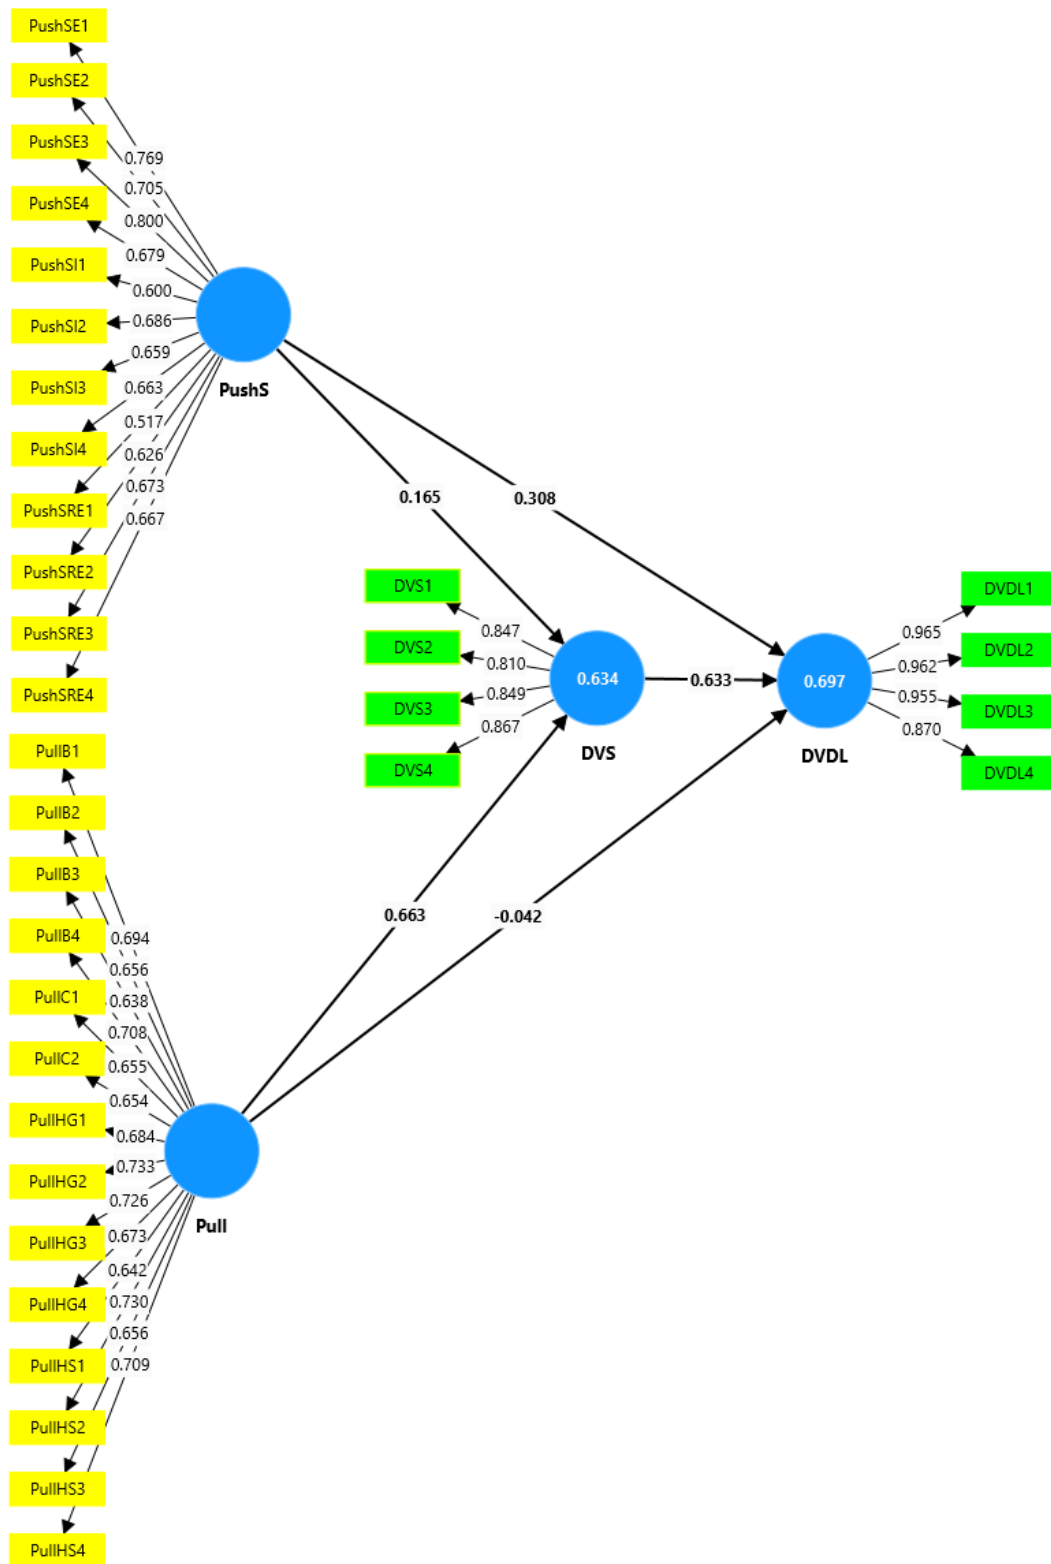 PushSE1
PushSE2
PushSE3
PushSE4
PushSI1
PushSI2
PushSI3
PushSI4
PushSRE1
PushSRE2
PushSRE3
PushSRE4
0.769
0.705
0.800
0.679
0.600
0.686
0.659
0.663
0.517
0.626
0.673
0.667
PushS
0.165
0.308
DVS1
DVS2
DVS3
DVS4
0.847
0.810
0.849
0.867
0.634
DVS
0.633
0.697
DVDL
0.965
0.962
0.955
0.870
DVDL1
DVDL2
DVDL3
DVDL4
PullB1
PullB2
PullB3
PullB4
PullC1
PullC2
PullHG1
PullHG2
PullHG3
PullHG4
PullHS1
PullHS2
PullHS3
PullHS4
0.694
0.656
0.638
0.708
0.655
0.654
0.684
0.733
0.726
0.673
0.642
0.730
0.656
0.709
Pull
0.663
-0.042